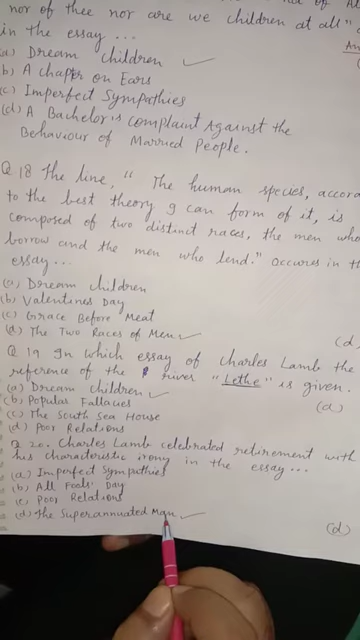 nor of thee nor are we children at all"
in the essay ...
(a) Dream children
b) A chapter on Ears
(c) Imperfect Sympathies
(d) A Bachelor's complaint Against the
Behaviour of Married People.
Q 18 The line, " The human species, accor
to the best theory I can form of it, is
composed of two distinct races, the men who
borrow and the men who lend." occures in th
essay...
(a) Dream children
(b) Valentines Day
(c) Grace Before Meat
(d) The Two Races of Men
(d
Q 19 In which essay of Charles Lamb the
reference of the river "Lethe" is given.
(a) Dream children
(a)
(b) Popular Fallacies
(c) The South Sea House
(d) Poor Relations
Q 20. Charles Lamb celebrated retirement with
his characteristic irony in the essay...
(a) Imperfect Sympathies
(b) All Fools' Day
(c) Poor Relations
(d) The Superannuated Man
(d)